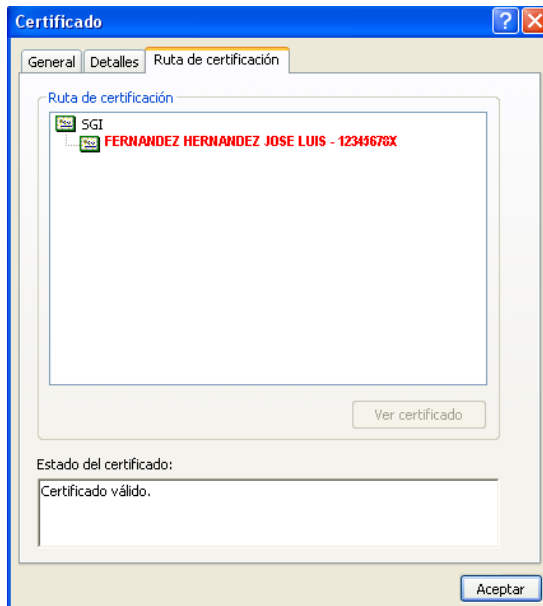 Certificado
General Detalles Ruta de certificación
Ruta de certificación
SGI
FERNANDEZ HERNANDEZ JOSE LUIS - 12345678X
Ver certificado
Estado del certificado:
Certificado válido.
Aceptar